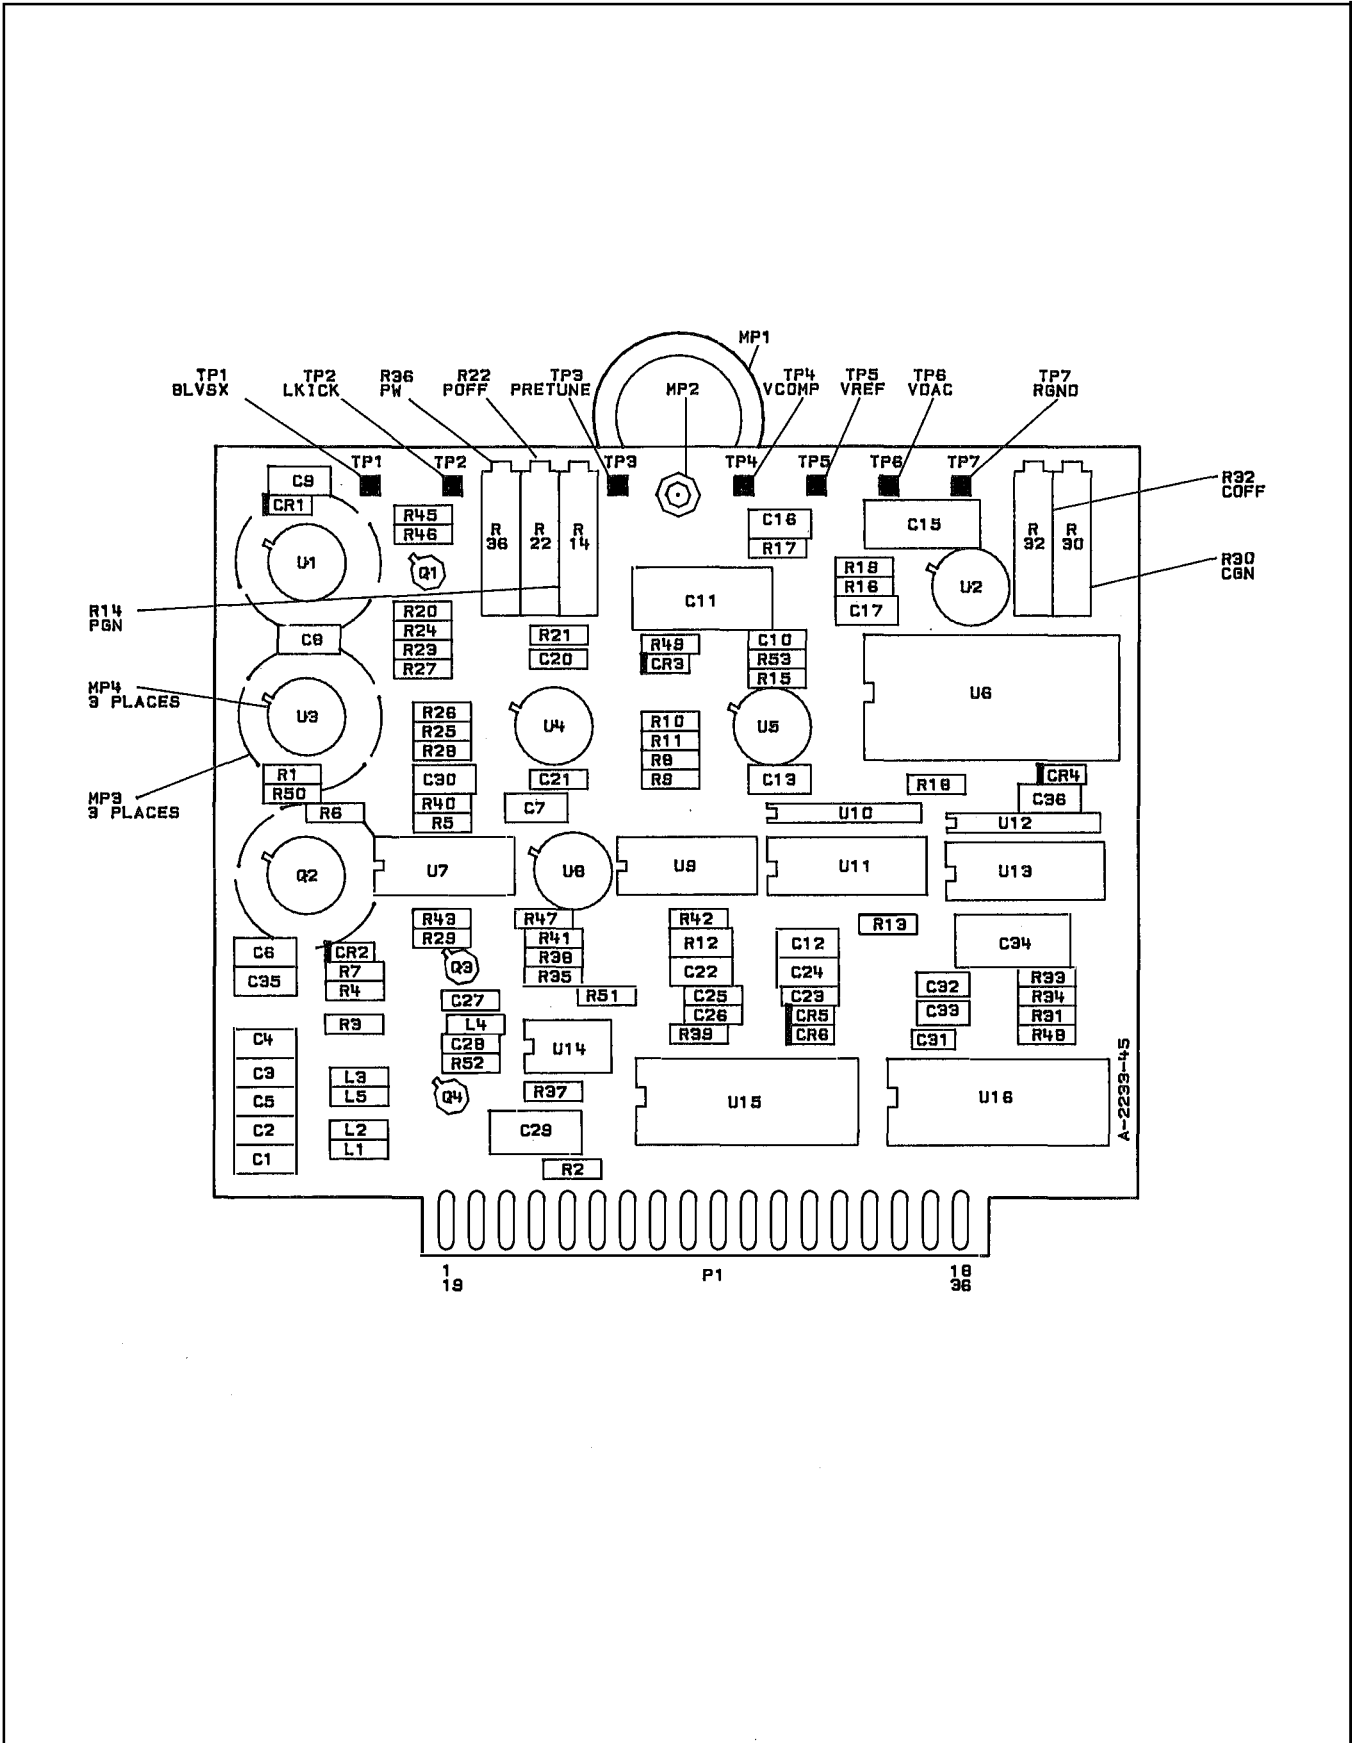 MP1
TP1 BLVSX
TP2 LKICK
R36 PW
R22 POFF
TP3 PRETUNE
MP2
TP4 VCOMP
TP5 VREF
TP6 VDAC
TP7 RGND
TP1 TP2 TP3 TP4 TP5 TP6 TP7
R32 COFF
R30 CGN
R14 PGN
MP4 3 PLACES
MP3 3 PLACES
C9
CR1
U1
R45
R46
Q1
R 36
R 22
R 14
C16
R17
C15
R 32
R 30
C11
R19
R16
C17
U2
R20
R24
R23
R27
C8
R21
C20
R49
CR3
C10
R53
R15
U6
U3
R26
R25
R28
U4
R10
R11
R8
R9
U5
R1
R50
C30
C21
C13
R18
CR4
C36
R6
R40
R5
C7
U10
U12
Q2
U7
U8
U9
U11
U13
R43
R29
R47
R41
R38
R35
R42
R12
C22
C12
C24
R13
C34
C6
C35
CR2
R7
R4
Q3
R51
C25
C26
R39
C23
CR5
CR6
C32
C33
C31
R33
R34
R31
R48
C27
R3
L4
C28
R52
U14
C4
C3
C5
C2
C1
L3
L5
L2
L1
Q4
R37
C29
R2
U15
U16
A-2233-45
1
19
P1
18
36